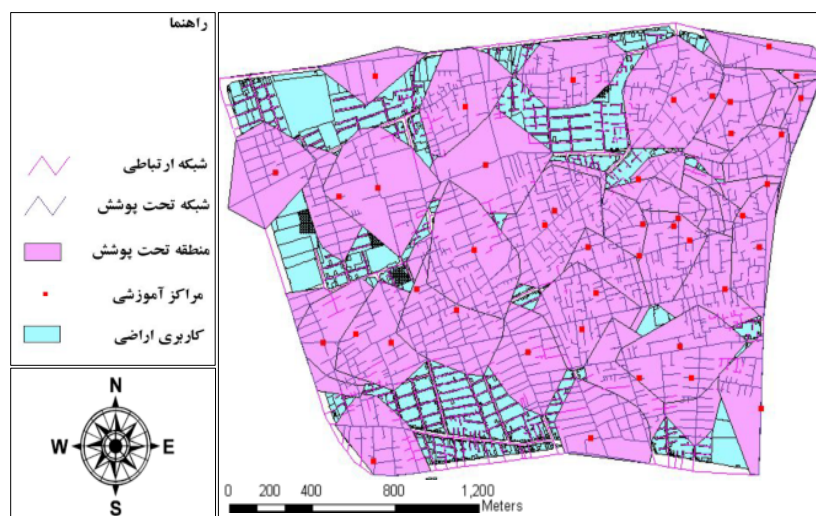 راهنما
شبکه ارتباطی
شبکه تحت پوشش
منطقه تحت پوشش
مراکز آموزشی
کاربری اراضی
N
W E
S
0 200 400 800 1,200
Meters